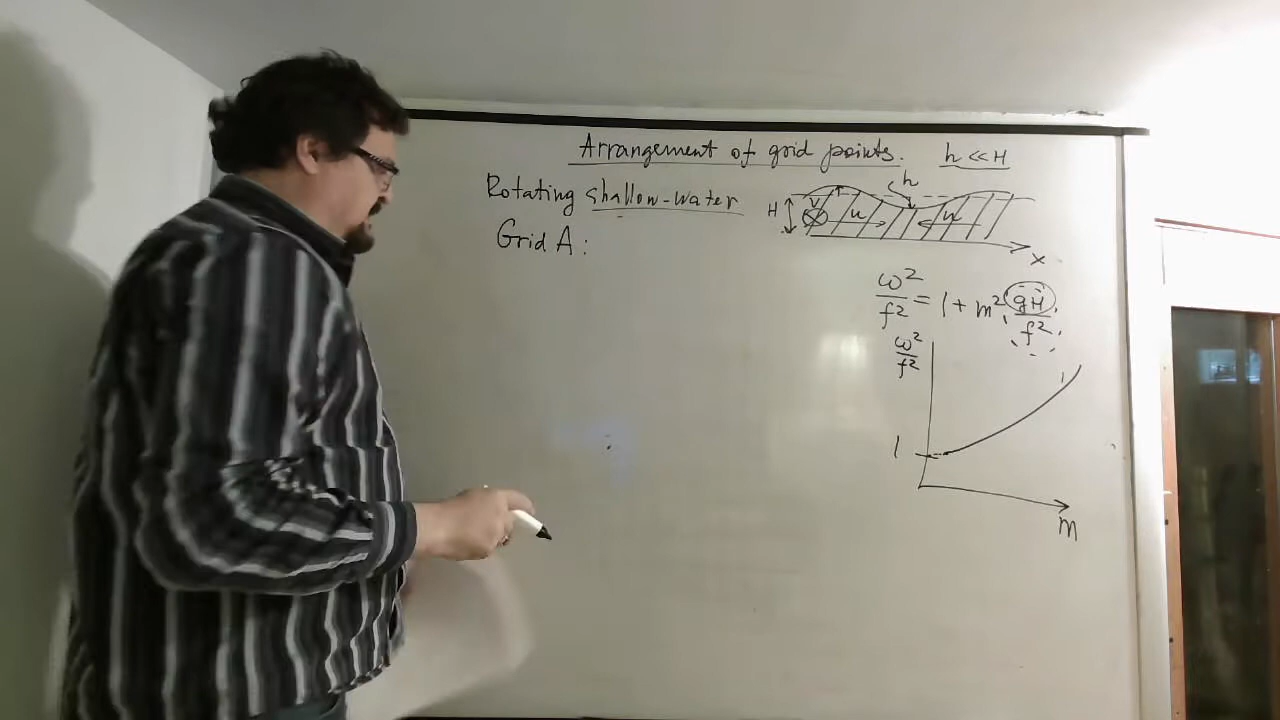 Arrangement of grid points. h << H
Rotating shallow-water
Grid A:
h
H
v
u
u
x
ω²/f² = 1 + m² gH/f²
ω²/f²
1
m